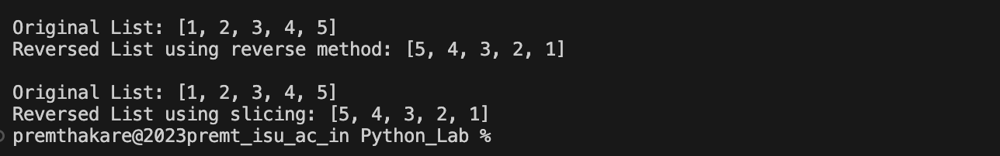 Original List: [1, 2, 3, 4, 5]
Reversed List using reverse method: [5, 4, 3, 2, 1]
Original List: [1, 2, 3, 4, 5]
Reversed List using slicing: [5, 4, 3, 2, 1]
premthakare@2023premt_isu_ac_in Python_Lab %